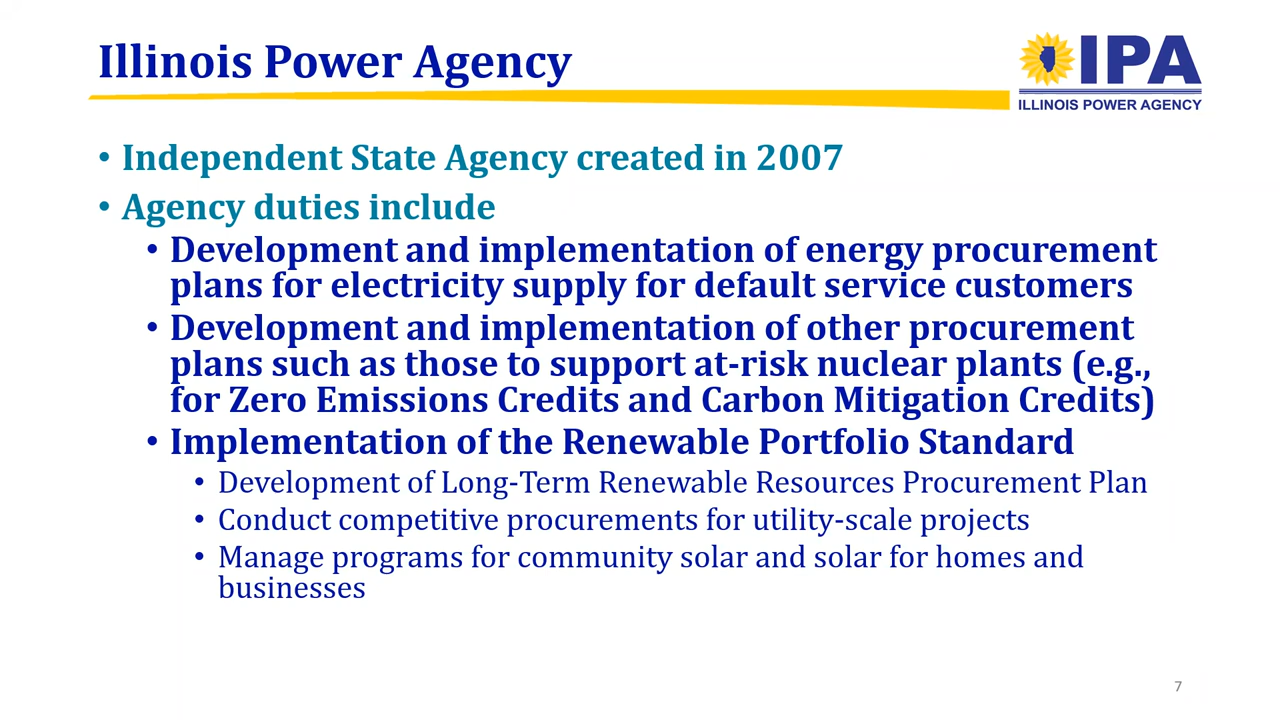 Illinois Power Agency
IPA
ILLINOIS POWER AGENCY
• Independent State Agency created in 2007
• Agency duties include
• Development and implementation of energy procurement
plans for electricity supply for default service customers
• Development and implementation of other procurement
plans such as those to support at-risk nuclear plants (e.g.,
for Zero Emissions Credits and Carbon Mitigation Credits)
• Implementation of the Renewable Portfolio Standard
• Development of Long-Term Renewable Resources Procurement Plan
• Conduct competitive procurements for utility-scale projects
• Manage programs for community solar and solar for homes and
businesses
7